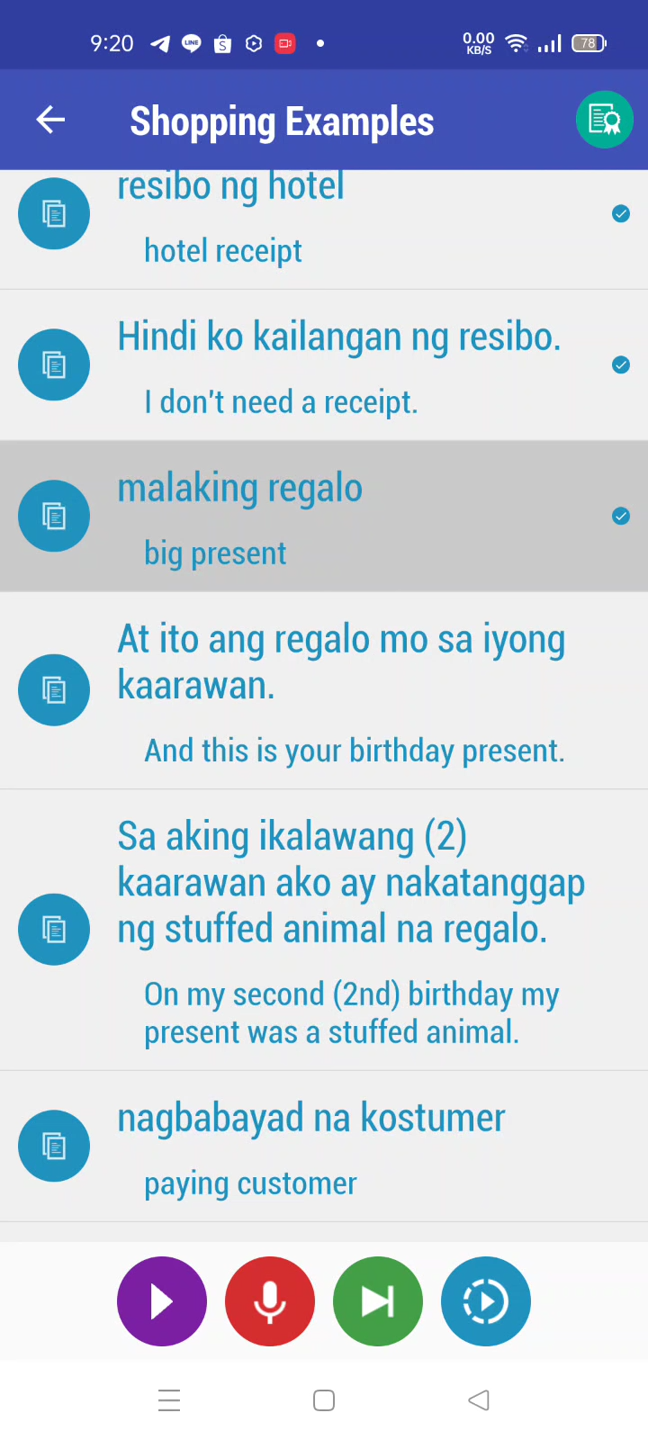 9:20
0.00
KB/S
78
Shopping Examples
resibo ng hotel
hotel receipt
Hindi ko kailangan ng resibo.
I don't need a receipt.
malaking regalo
big present
At ito ang regalo mo sa iyong
kaarawan.
And this is your birthday present.
Sa aking ikalawang (2)
kaarawan ako ay nakatanggap
ng stuffed animal na regalo.
On my second (2nd) birthday my
present was a stuffed animal.
nagbabayad na kostumer
paying customer